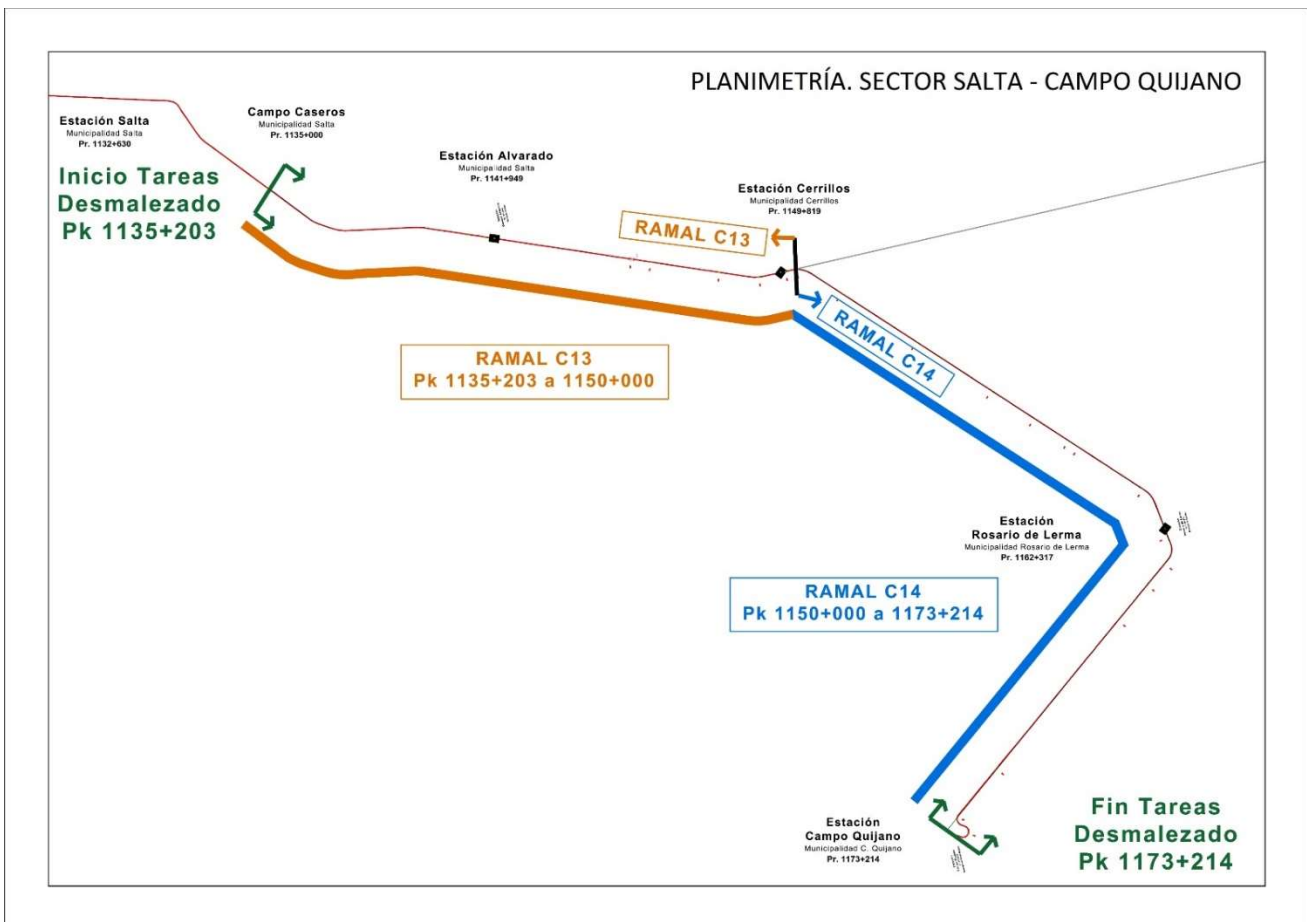 PLANIMETRÍA. SECTOR SALTA - CAMPO QUIJANO
Estación Salta
Municipalidad Salta
Pr. 1132+630
Campo Caseros
Municipalidad Salta
Pr. 1135+000
Inicio Tareas
Desmalezado
Pk 1135+203
Estación Alvarado
Municipalidad Salta
Pr. 1141+949
Estación Cerrillos
Municipalidad Cerrillos
Pr. 1149+819
RAMAL C13
RAMAL C14
RAMAL C13
Pk 1135+203 a 1150+000
Estación
Rosario de Lerma
Municipalidad Rosario de Lerma
Pr. 1162+317
RAMAL C14
Pk 1150+000 a 1173+214
Estación
Campo Quijano
Municipalidad C. Quijano
Pr. 1173+214
Fin Tareas
Desmalezado
Pk 1173+214